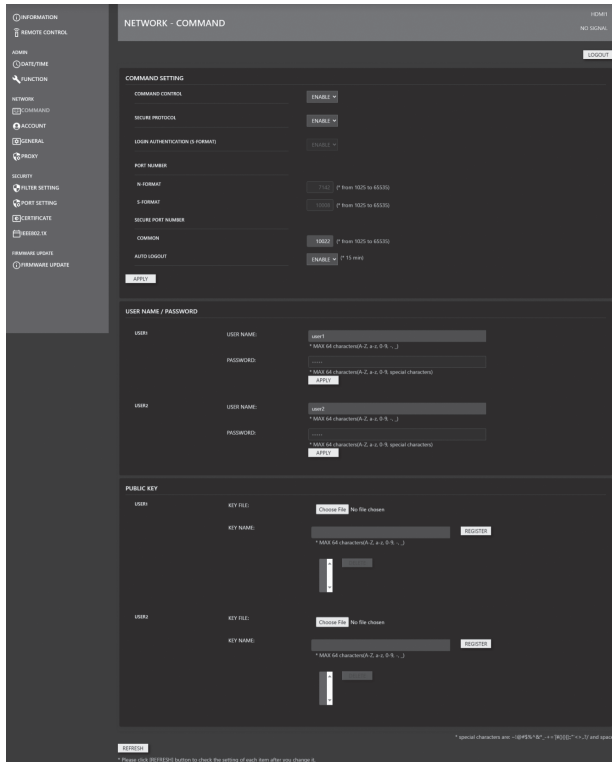 INFORMATION
REMOTE CONTROL
ADMIN
DATE/TIME
FUNCTION
NETWORK
COMMAND
ACCOUNT
GENERAL
PROXY
SECURITY
FILTER SETTING
PORT SETTING
CERTIFICATE
IEEE802.1X
FIRMWARE UPDATE
FIRMWARE UPDATE
NETWORK - COMMAND
HDMI1
NO SIGNAL
LOGOUT
COMMAND SETTING
COMMAND CONTROL ENABLE
SECURE PROTOCOL ENABLE
LOGIN AUTHENTICATION (S-FORMAT) ENABLE
PORT NUMBER
N-FORMAT 7142 (* from 1025 to 65535)
S-FORMAT (* from 1025 to 65535)
SECURE PORT NUMBER
COMMON 10022 (* from 1025 to 65535)
AUTO LOGOUT ENABLE (* 15 min)
APPLY
USER NAME / PASSWORD
USER1 USER NAME: user1
* MAX 64 characters(A-Z, a-z, 0-9, -, _)
PASSWORD:
* MAX 64 characters(A-Z, a-z, 0-9, special characters)
APPLY
USER2 USER NAME: user2
* MAX 64 characters(A-Z, a-z, 0-9, -, _)
PASSWORD:
* MAX 64 characters(A-Z, a-z, 0-9, special characters)
APPLY
PUBLIC KEY
USER1 KEY FILE: Choose File No file chosen
KEY NAME: REGISTER
* MAX 64 characters(A-Z, a-z, 0-9, -, _)
USER2 KEY FILE: Choose File No file chosen
KEY NAME: REGISTER
* MAX 64 characters(A-Z, a-z, 0-9, -, _)
* special characters are: and space
REFRESH
* Please click [REFRESH] button to check the setting of each item after you change it.